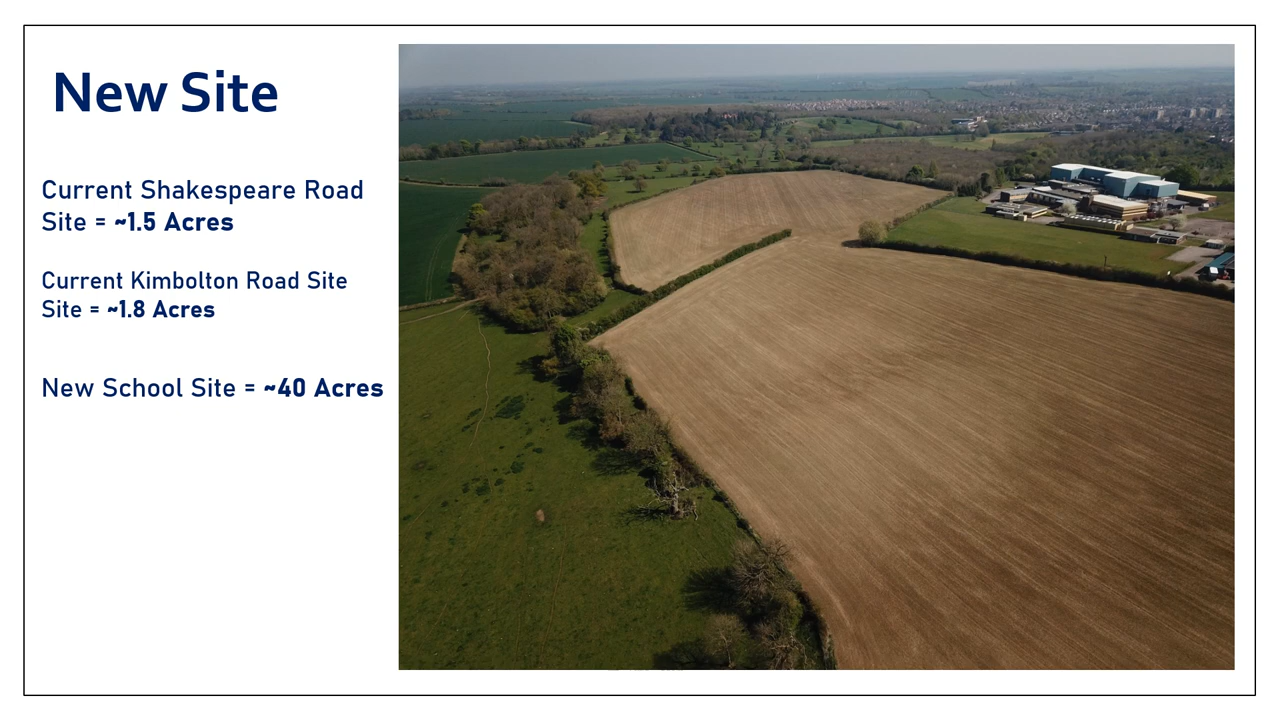 New Site
Current Shakespeare Road
Site = ~1.5 Acres
Current Kimbolton Road Site
Site = ~1.8 Acres
New School Site = ~40 Acres